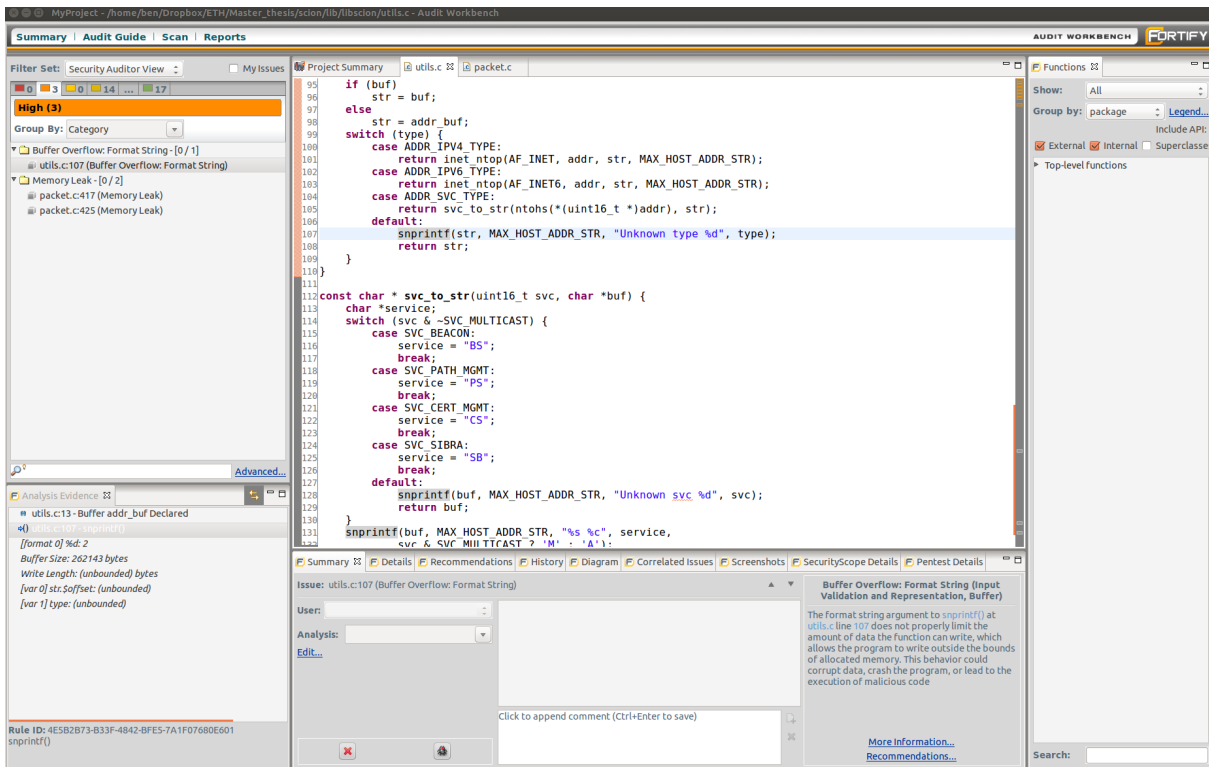 MyProject - /home/ben/Dropbox/ETH/Master_thesis/scion/lib/libscion/utils.c - Audit Workbench
Summary | Audit Guide | Scan | Reports
AUDIT WORKBENCH FORTIFY
Filter Set: Security Auditor View My Issues
0 3 0 14 ... 17
High (3)
Group By: Category
Buffer Overflow: Format String - [0 / 1]
utils.c:107 (Buffer Overflow: Format String)
Memory Leak - [0 / 2]
packet.c:417 (Memory Leak)
packet.c:425 (Memory Leak)
Advanced...
Analysis Evidence
utils.c:13 - Buffer addr_buf Declared
utils.c:107 - snprintf()
[format 0] %d: 2
Buffer Size: 262143 bytes
Write Length: (unbounded) bytes
[var 0] str.$offset: (unbounded)
[var 1] type: (unbounded)
Rule ID: 4E5B2B73-B33F-4842-BFE5-7A1F07680E601
snprintf()
Project Summary utils.c packet.c
95 if (buf)
96 str = buf;
97 else
98 str = addr_buf;
99 switch (type) {
100 case ADDR_IPV4_TYPE:
101 return inet_ntop(AF_INET, addr, str, MAX_HOST_ADDR_STR);
102 case ADDR_IPV6_TYPE:
103 return inet_ntop(AF_INET6, addr, str, MAX_HOST_ADDR_STR);
104 case ADDR_SVC_TYPE:
105 return svc_to_str(ntohs(*(uint16_t *)addr), str);
106 default:
107 snprintf(str, MAX_HOST_ADDR_STR, "Unknown type %d", type);
108 return str;
109 }
110 }
111
112 const char * svc_to_str(uint16_t svc, char *buf) {
113 char *service;
114 switch (svc & ~SVC_MULTICAST) {
115 case SVC_BEACON:
116 service = "BS";
117 break;
118 case SVC_PATH_MGMT:
119 service = "PS";
120 break;
121 case SVC_CERT_MGMT:
122 service = "CS";
123 break;
124 case SVC_SIBRA:
125 service = "SB";
126 break;
127 default:
128 snprintf(buf, MAX_HOST_ADDR_STR, "Unknown svc %d", svc);
129 return buf;
130 }
131 snprintf(buf, MAX_HOST_ADDR_STR, "%s %c", service,
132 svc & SVC_MULTICAST ? 'M' : 'A');
Summary Details Recommendations History Diagram Correlated Issues Screenshots SecurityScope Details Pentest Details
Issue: utils.c:107 (Buffer Overflow: Format String)
User:
Analysis:
Edit...
Click to append comment (Ctrl+Enter to save)
Buffer Overflow: Format String (Input
Validation and Representation, Buffer)
The format string argument to snprintf() at
utils.c line 107 does not properly limit the
amount of data the function can write, which
allows the program to write outside the bounds
of allocated memory. This behavior could
corrupt data, crash the program, or lead to the
execution of malicious code
More Information...
Recommendations...
Functions
Show: All
Group by: package Legend...
Include API:
External Internal Superclasse
Top-level functions
Search: